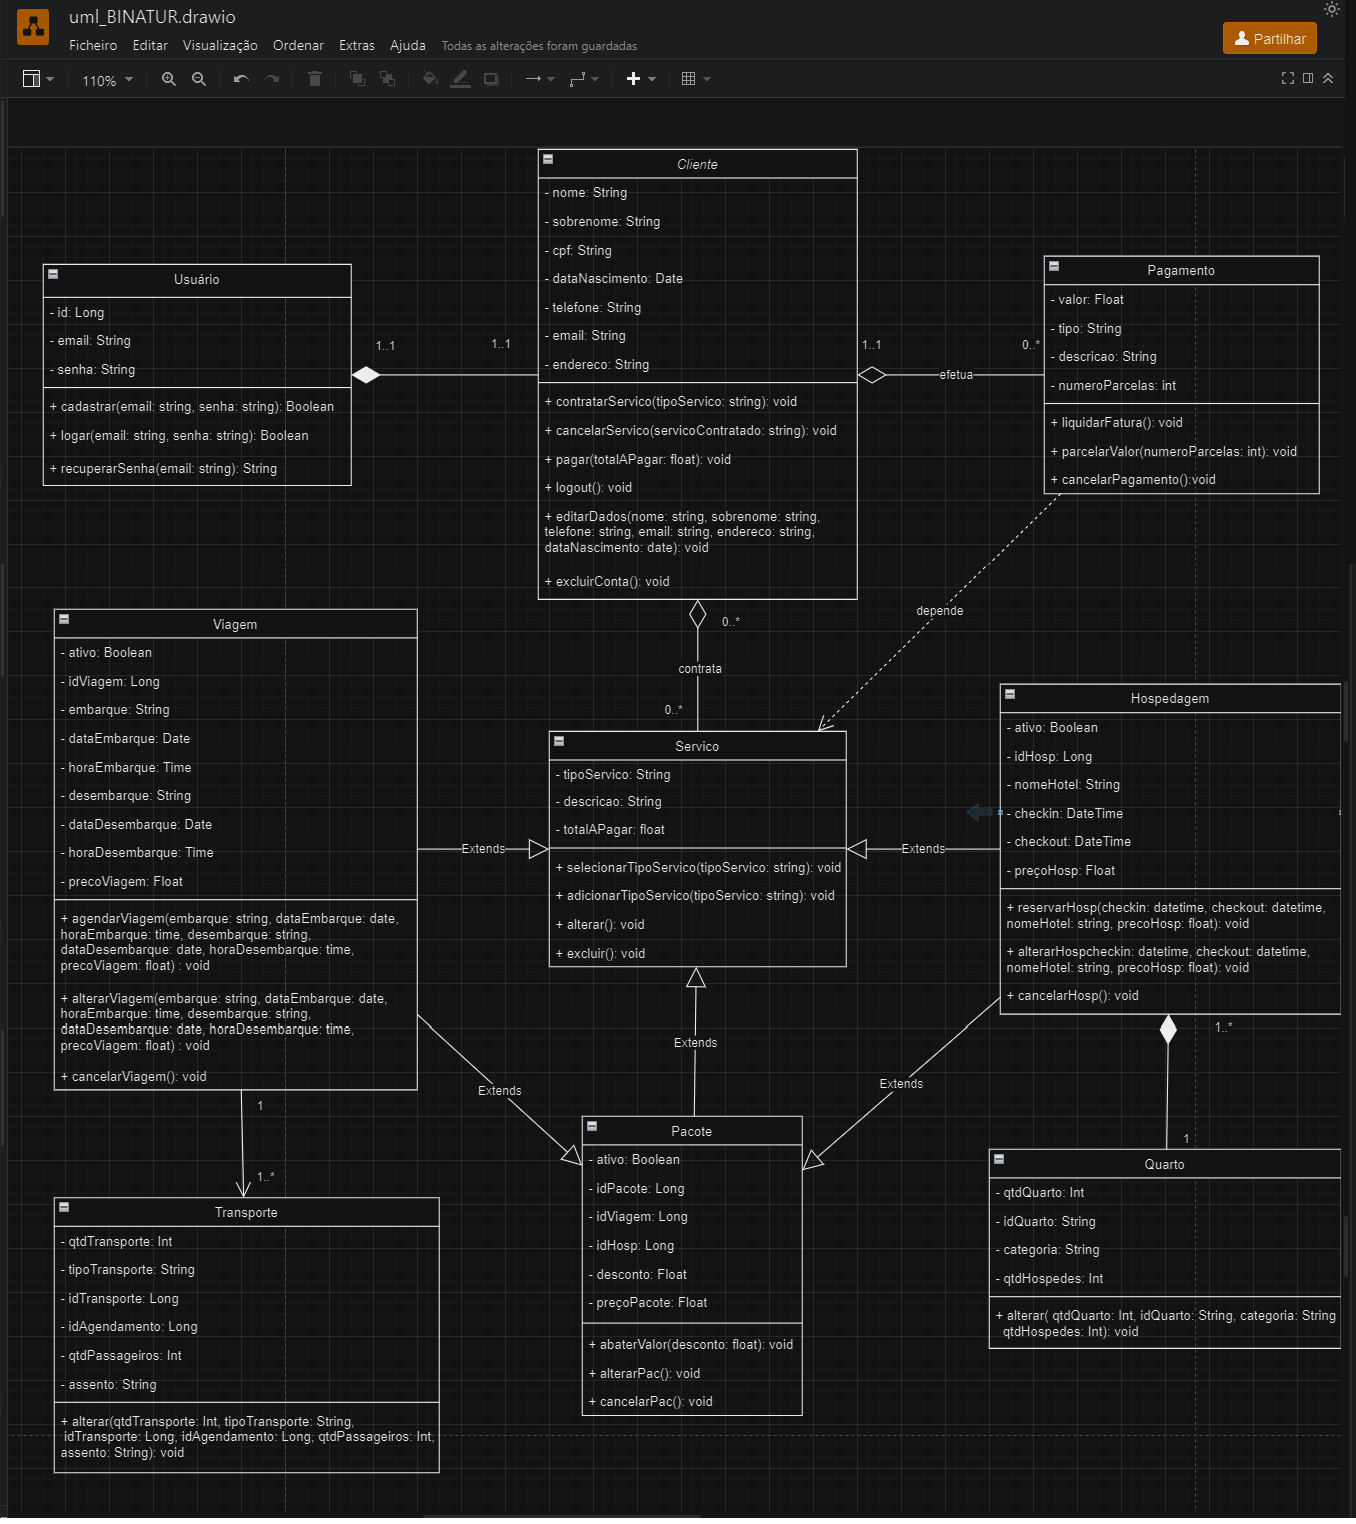 uml_BINATUR.drawio
Ficheiro Editar Visualização Ordenar Extras Ajuda Todas as alterações foram guardadas
Partilhar
110%
Cliente
- nome: String
- sobrenome: String
- cpf: String
- dataNascimento: Date
- telefone: String
- email: String
- endereco: String
+ contratarServico(tipoServico: string): void
+ cancelarServico(servicoContratado: string): void
+ pagar(totalAPagar: float): void
+ logout(): void
+ editarDados(nome: string, sobrenome: string,
telefone: string, email: string, endereco: string,
dataNascimento: date): void
+ excluirConta(): void
Usuário
- id: Long
- email: String
- senha: String
+ cadastrar(email: string, senha: string): Boolean
+ logar(email: string, senha: string): Boolean
+ recuperarSenha(email: string): String
1..1
1..1
Pagamento
- valor: Float
- tipo: String
- descricao: String
- numeroParcelas: int
+ liquidarFatura(): void
+ parcelarValor(numeroParcelas: int): void
+ cancelarPagamento():void
1..1
0..*
efetua
depende
0..*
contrata
0..*
Viagem
- ativo: Boolean
- idViagem: Long
- embarque: String
- dataEmbarque: Date
- horaEmbarque: Time
- desembarque: String
- dataDesembarque: Date
- horaDesembarque: Time
- precoViagem: Float
+ agendarViagem(embarque: string, dataEmbarque: date,
horaEmbarque: time, desembarque: string,
dataDesembarque: date, horaDesembarque: time,
precoViagem: float) : void
+ alterarViagem(embarque: string, dataEmbarque: date,
horaEmbarque: time, desembarque: string,
dataDesembarque: date, horaDesembarque: time,
precoViagem: float) : void
+ cancelarViagem(): void
Servico
- tipoServico: String
- descricao: String
- totalAPagar: float
+ selecionarTipoServico(tipoServico: string): void
+ adicionarTipoServico(tipoServico: string): void
+ alterar(): void
+ excluir(): void
Extends
Extends
Hospedagem
- ativo: Boolean
- idHosp: Long
- nomeHotel: String
- checkin: DateTime
- checkout: DateTime
- preçoHosp: Float
+ reservarHosp(checkin: datetime, checkout: datetime,
nomeHotel: string, precoHosp: float): void
+ alterarHospcheckin: datetime, checkout: datetime,
nomeHotel: string, precoHosp: float): void
+ cancelarHosp(): void
Extends
Extends
Extends
1
1..*
1..*
1
Transporte
- qtdTransporte: Int
- tipoTransporte: String
- idTransporte: Long
- idAgendamento: Long
- qtdPassageiros: Int
- assento: String
+ alterar(qtdTransporte: Int, tipoTransporte: String,
idTransporte: Long, idAgendamento: Long, qtdPassageiros: Int,
assento: String): void
Pacote
- ativo: Boolean
- idPacote: Long
- idViagem: Long
- idHosp: Long
- desconto: Float
- preçoPacote: Float
+ abaterValor(desconto: float): void
+ alterarPac(): void
+ cancelarPac(): void
Quarto
- qtdQuarto: Int
- idQuarto: String
- categoria: String
- qtdHospedes: Int
+ alterar( qtdQuarto: Int, idQuarto: String, categoria: String
qtdHospedes: Int): void